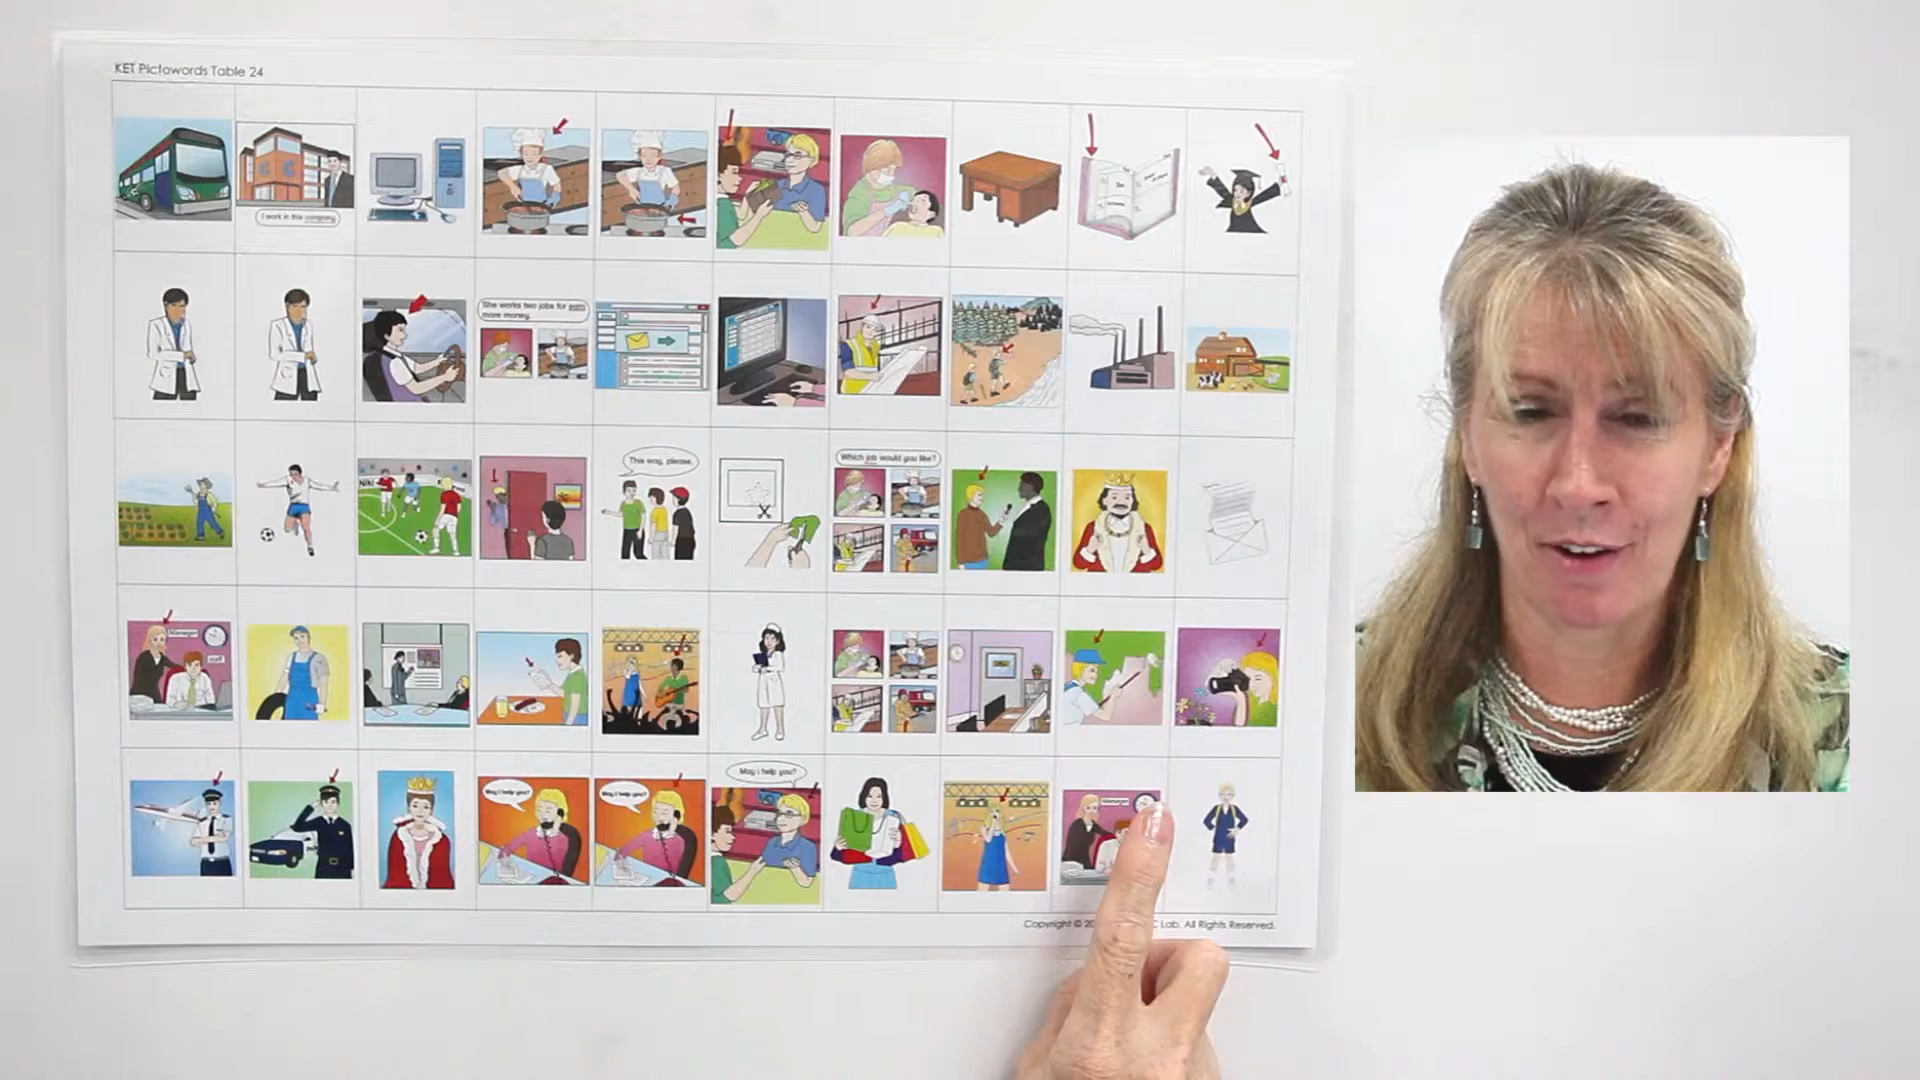 KET Pictowords Table 24
I work in this company.
She works two jobs for earn
more money.
This way, please.
Which job would you like?
Manager
staff
May I help you?
May I help you?
May I help you?
Manager
Copyright © Lab. All Rights Reserved.